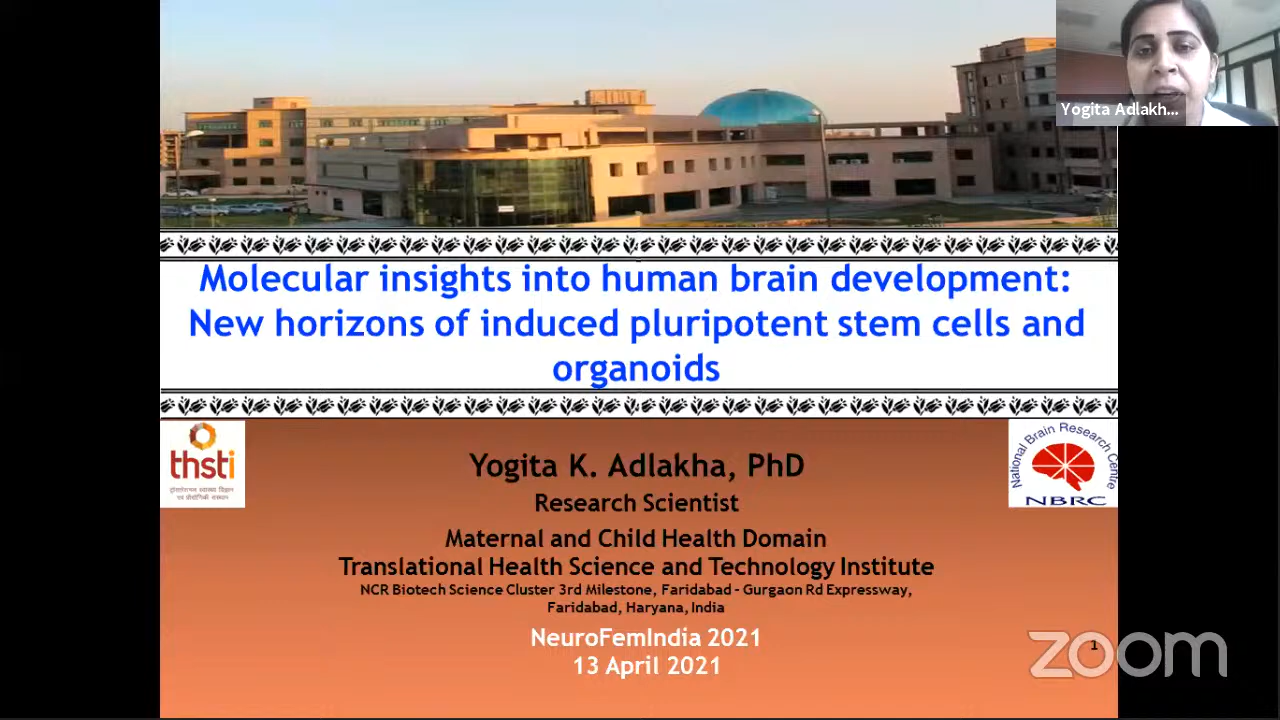 Yogita Adlakh...
Molecular insights into human brain development:
New horizons of induced pluripotent stem cells and
organoids
thsti
National Brain Research Centre
NBRC
Yogita K. Adlakha, PhD
Research Scientist
Maternal and Child Health Domain
Translational Health Science and Technology Institute
NCR Biotech Science Cluster 3rd Milestone, Faridabad – Gurgaon Rd Expressway,
Faridabad, Haryana, India
NeuroFemIndia 2021
13 April 2021
1
zoom